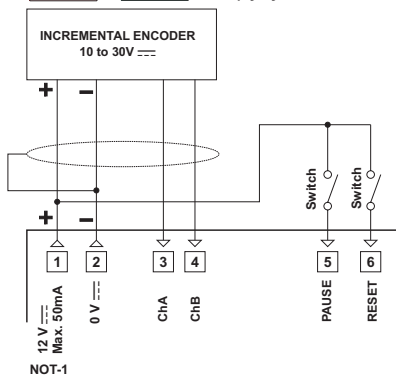 INCREMENTAL ENCODER
10 to 30V
+ –
Switch
Switch
+ –
1 2 3 4 5 6
12 V
Max. 50mA
0 V
ChA
ChB
PAUSE
RESET
NOT-1